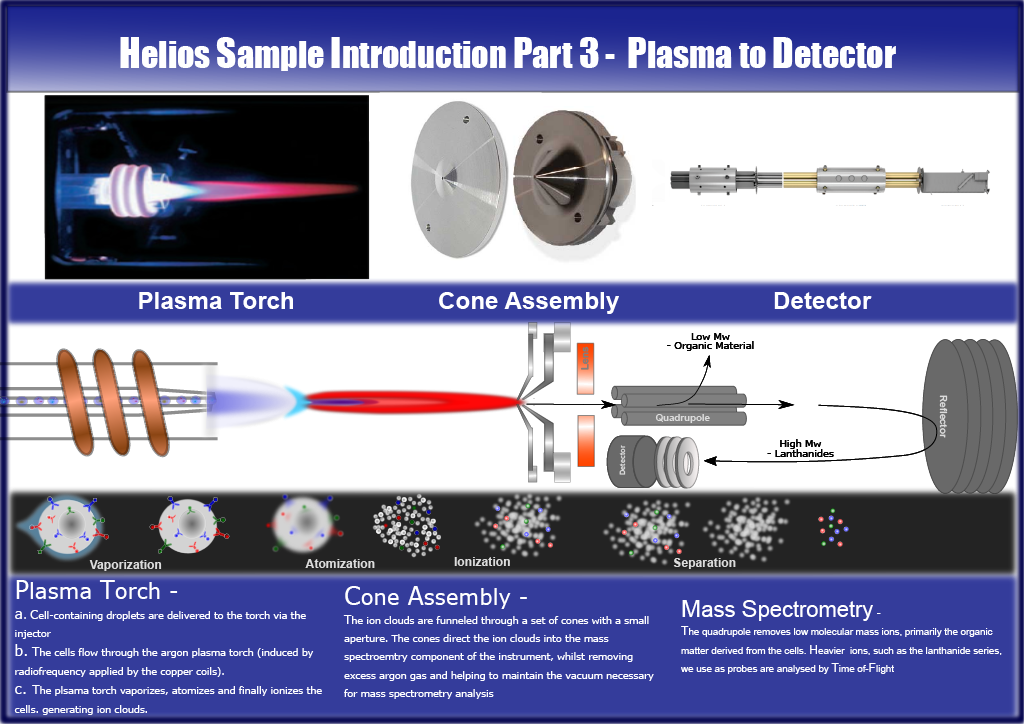 Helios Sample Introduction Part 3 - Plasma to Detector
Plasma Torch
Cone Assembly
Detector
Low Mw
- Organic Material
Lens
Quadrupole
Reflector
High Mw
- Lanthanides
Detector
Vaporization
Atomization
Ionization
Separation
Plasma Torch -
a. Cell-containing droplets are delivered to the torch via the
injector
b. The cells flow through the argon plasma torch (induced by
radiofrequency applied by the copper coils).
c. The plsama torch vaporizes, atomizes and finally ionizes the
cells. generating ion clouds.
Cone Assembly -
The ion clouds are funneled through a set of cones with a small
aperture. The cones direct the ion clouds into the mass
spectroemtry component of the instrument, whilst removing
excess argon gas and helping to maintain the vacuum necessary
for mass spectrometry analysis
Mass Spectrometry -
The quadrupole removes low molecular mass ions, primarily the organic
matter derived from the cells. Heavier ions, such as the lanthanide series,
we use as probes are analysed by Time of-Flight